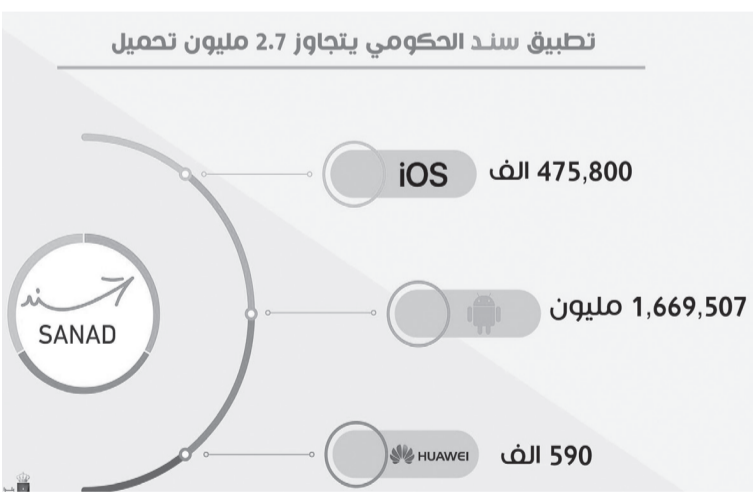 تطبيق سند الحكومي يتجاوز 2.7 مليون تحميل
iOS
475,800 الف
سند
SANAD
1,669,507 مليون
HUAWEI
590 الف